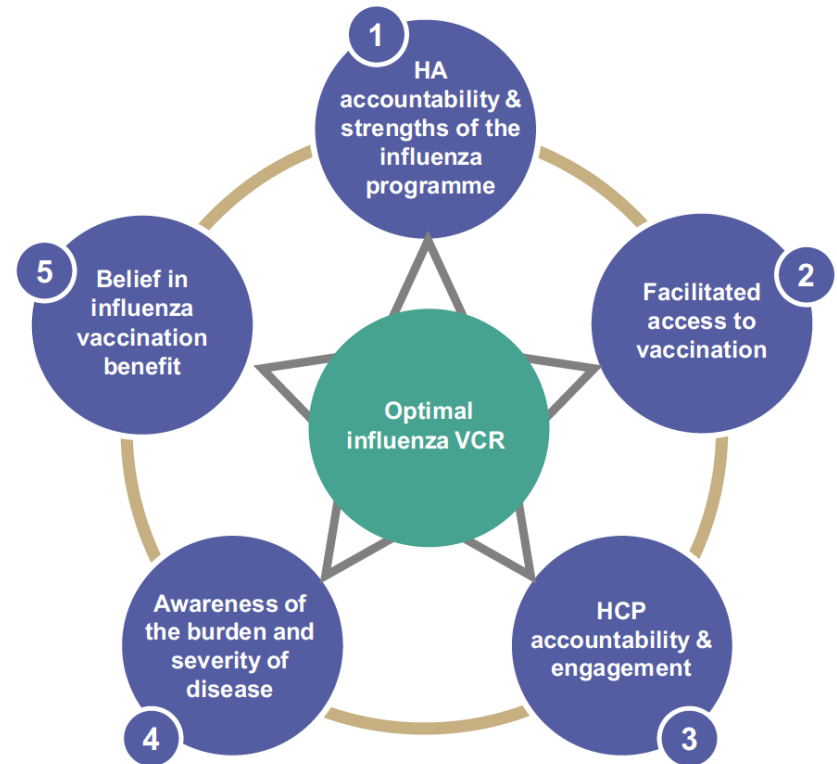 1
HA
accountability &
strengths of the
influenza
programme
2
Facilitated
access to
vaccination
3
HCP
accountability &
engagement
4
Awareness of
the burden and
severity of
disease
5
Belief in
influenza
vaccination
benefit
Optimal
influenza VCR